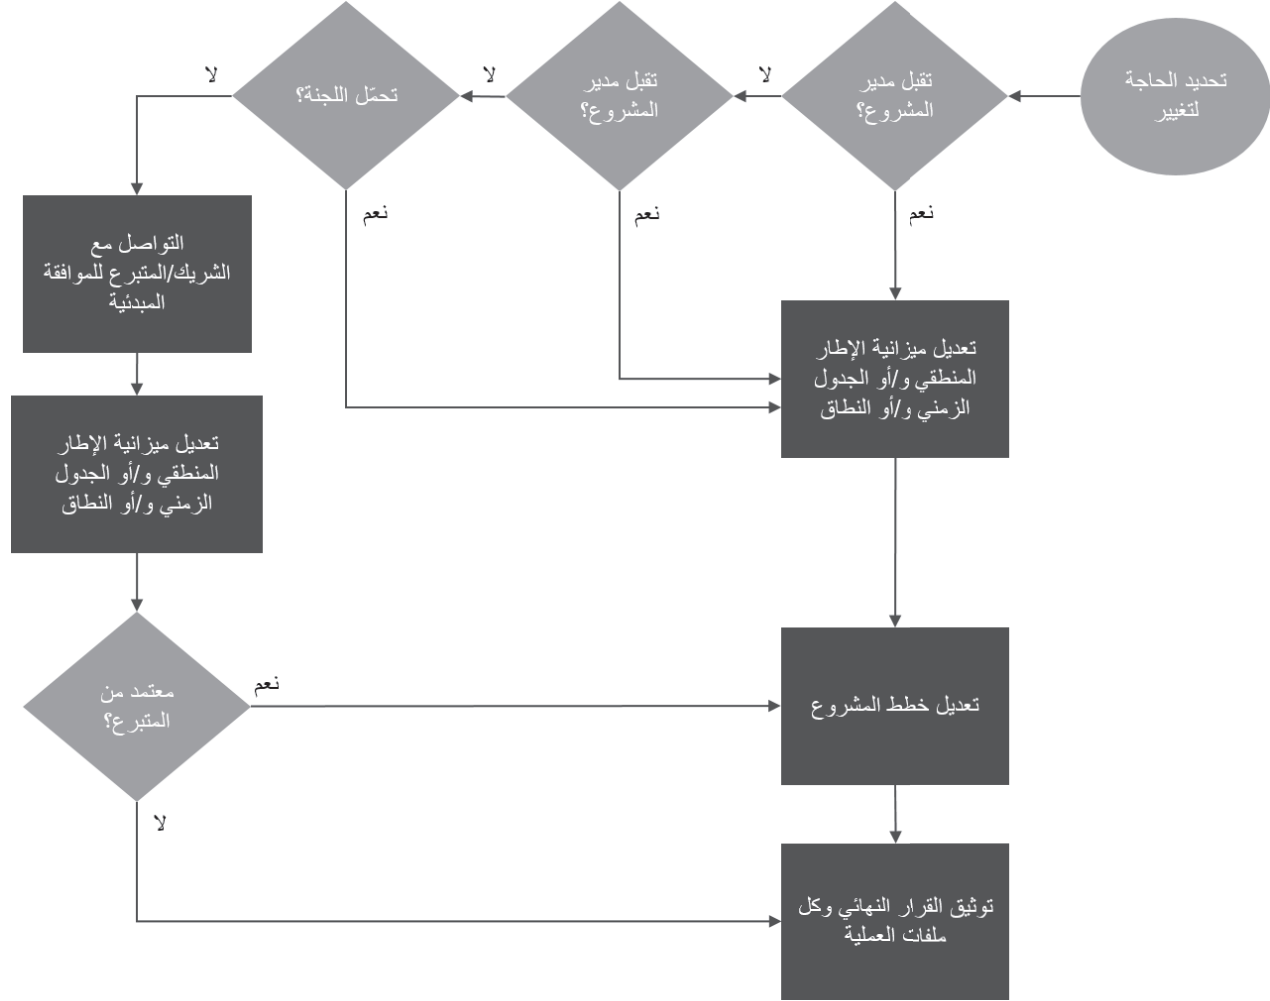 تحديد الحاجة
لتغيير
تقبل مدير
المشروع؟
لا
تقبل مدير
المشروع؟
لا
تحمّل اللجنة؟
لا
نعم
نعم
نعم
التواصل مع
الشريك/المتبرع للموافقة
المبدئية
تعديل ميزانية الإطار
المنطقي و/أو الجدول
الزمني و/أو النطاق
تعديل ميزانية الإطار
المنطقي و/أو الجدول
الزمني و/أو النطاق
معتمد من
المتبرع؟
نعم
لا
تعديل خطط المشروع
توثيق القرار النهائي وكل
ملفات العملية